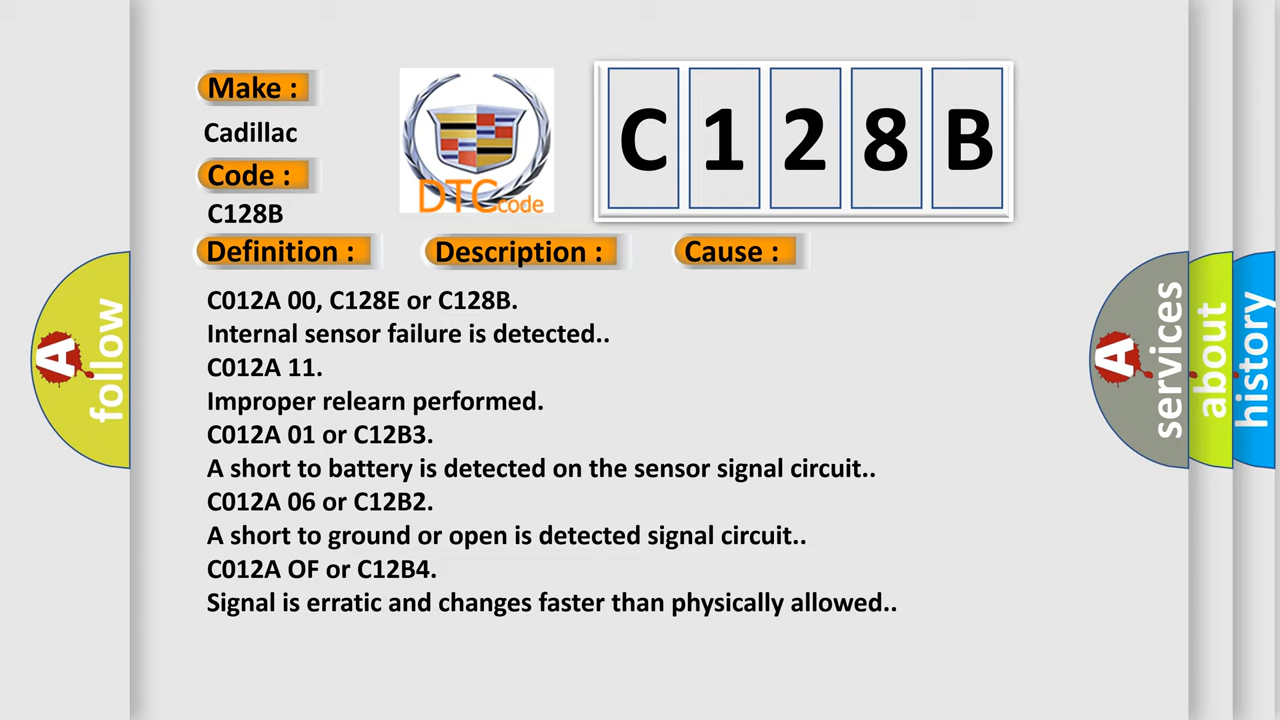 Make :
Cadillac
Code :
C128B
DTC code
C 1 2 8 B
Definition :
Description :
Cause :
C012A 00, C128E or C128B.
Internal sensor failure is detected..
C012A 11.
Improper relearn performed.
C012A 01 or C12B3.
A short to battery is detected on the sensor signal circuit..
C012A 06 or C12B2.
A short to ground or open is detected signal circuit..
C012A OF or C12B4.
Signal is erratic and changes faster than physically allowed..
A follow
A services
about
history